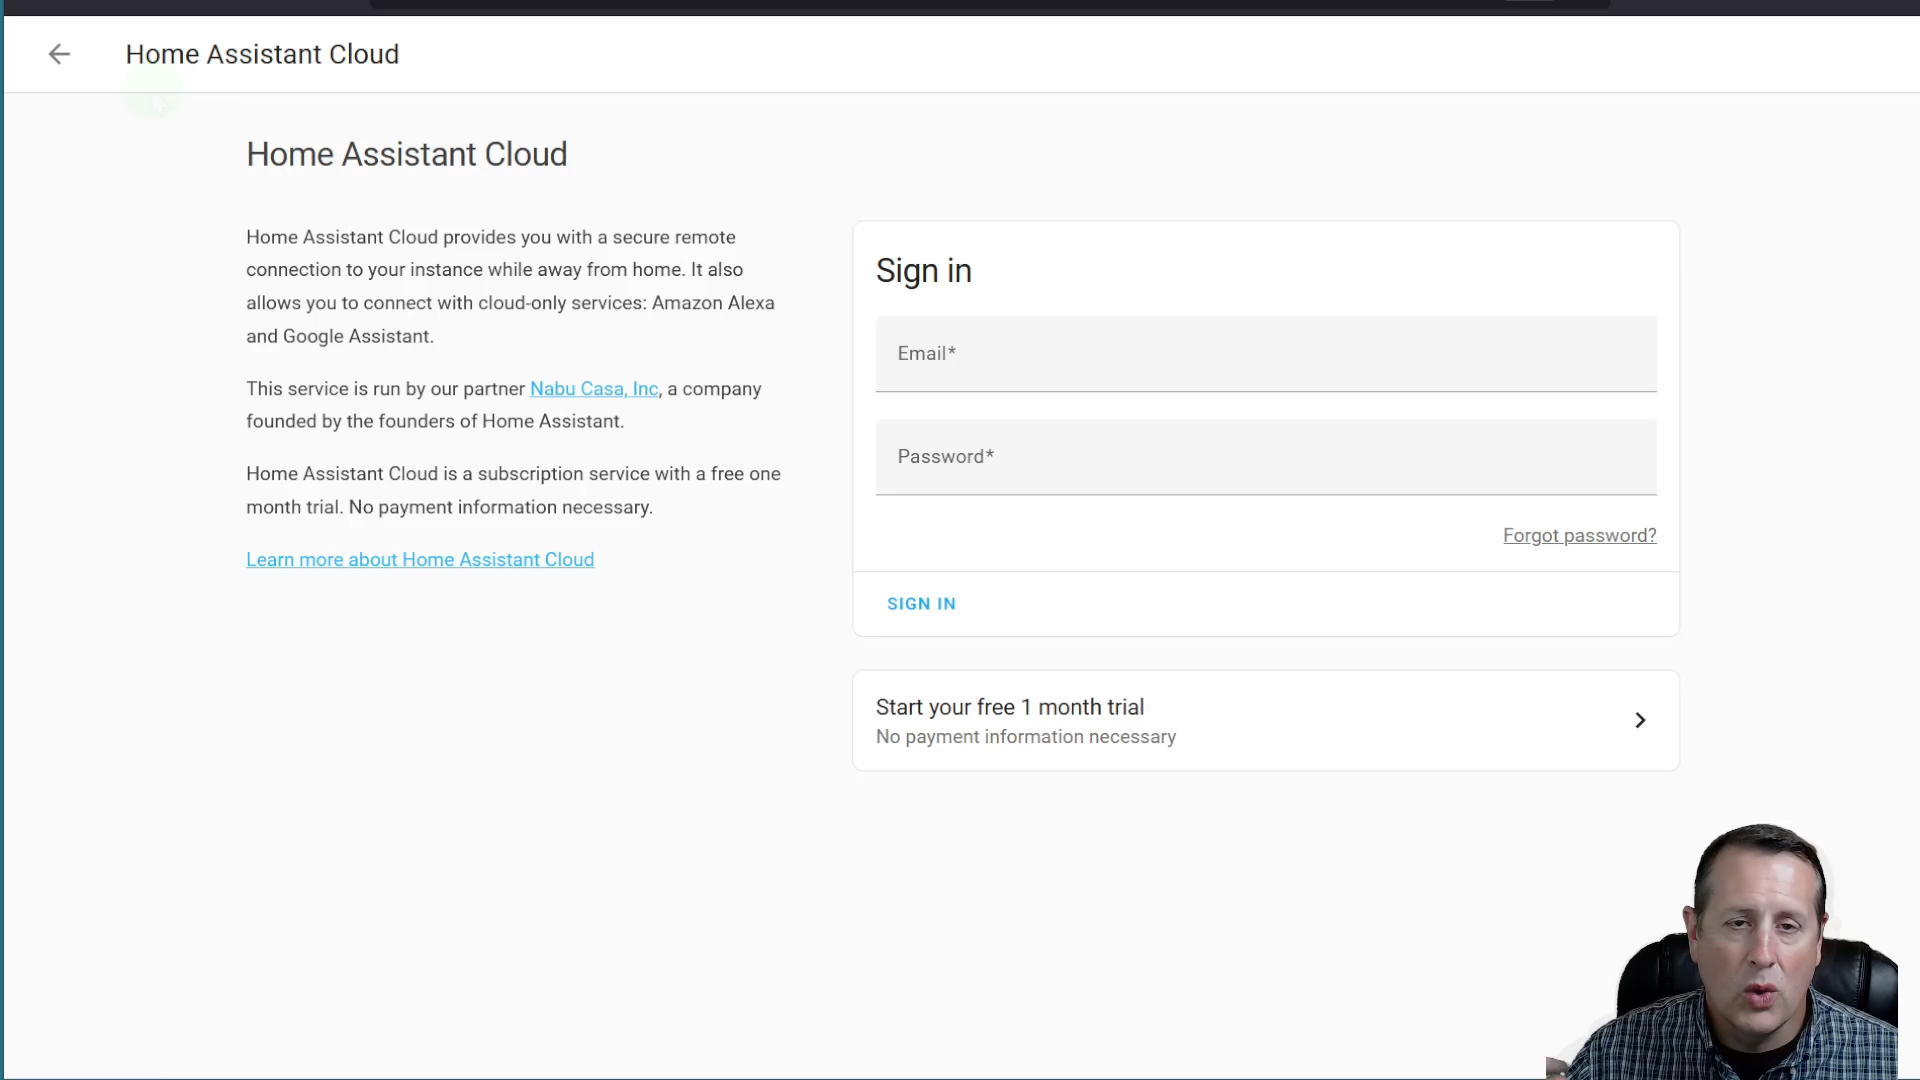 Home Assistant Cloud
Home Assistant Cloud
Home Assistant Cloud provides you with a secure remote
connection to your instance while away from home. It also
allows you to connect with cloud-only services: Amazon Alexa
and Google Assistant.
This service is run by our partner Nabu Casa, Inc, a company
founded by the founders of Home Assistant.
Home Assistant Cloud is a subscription service with a free one
month trial. No payment information necessary.
Learn more about Home Assistant Cloud
Sign in
Email*
Password*
Forgot password?
SIGN IN
Start your free 1 month trial
No payment information necessary